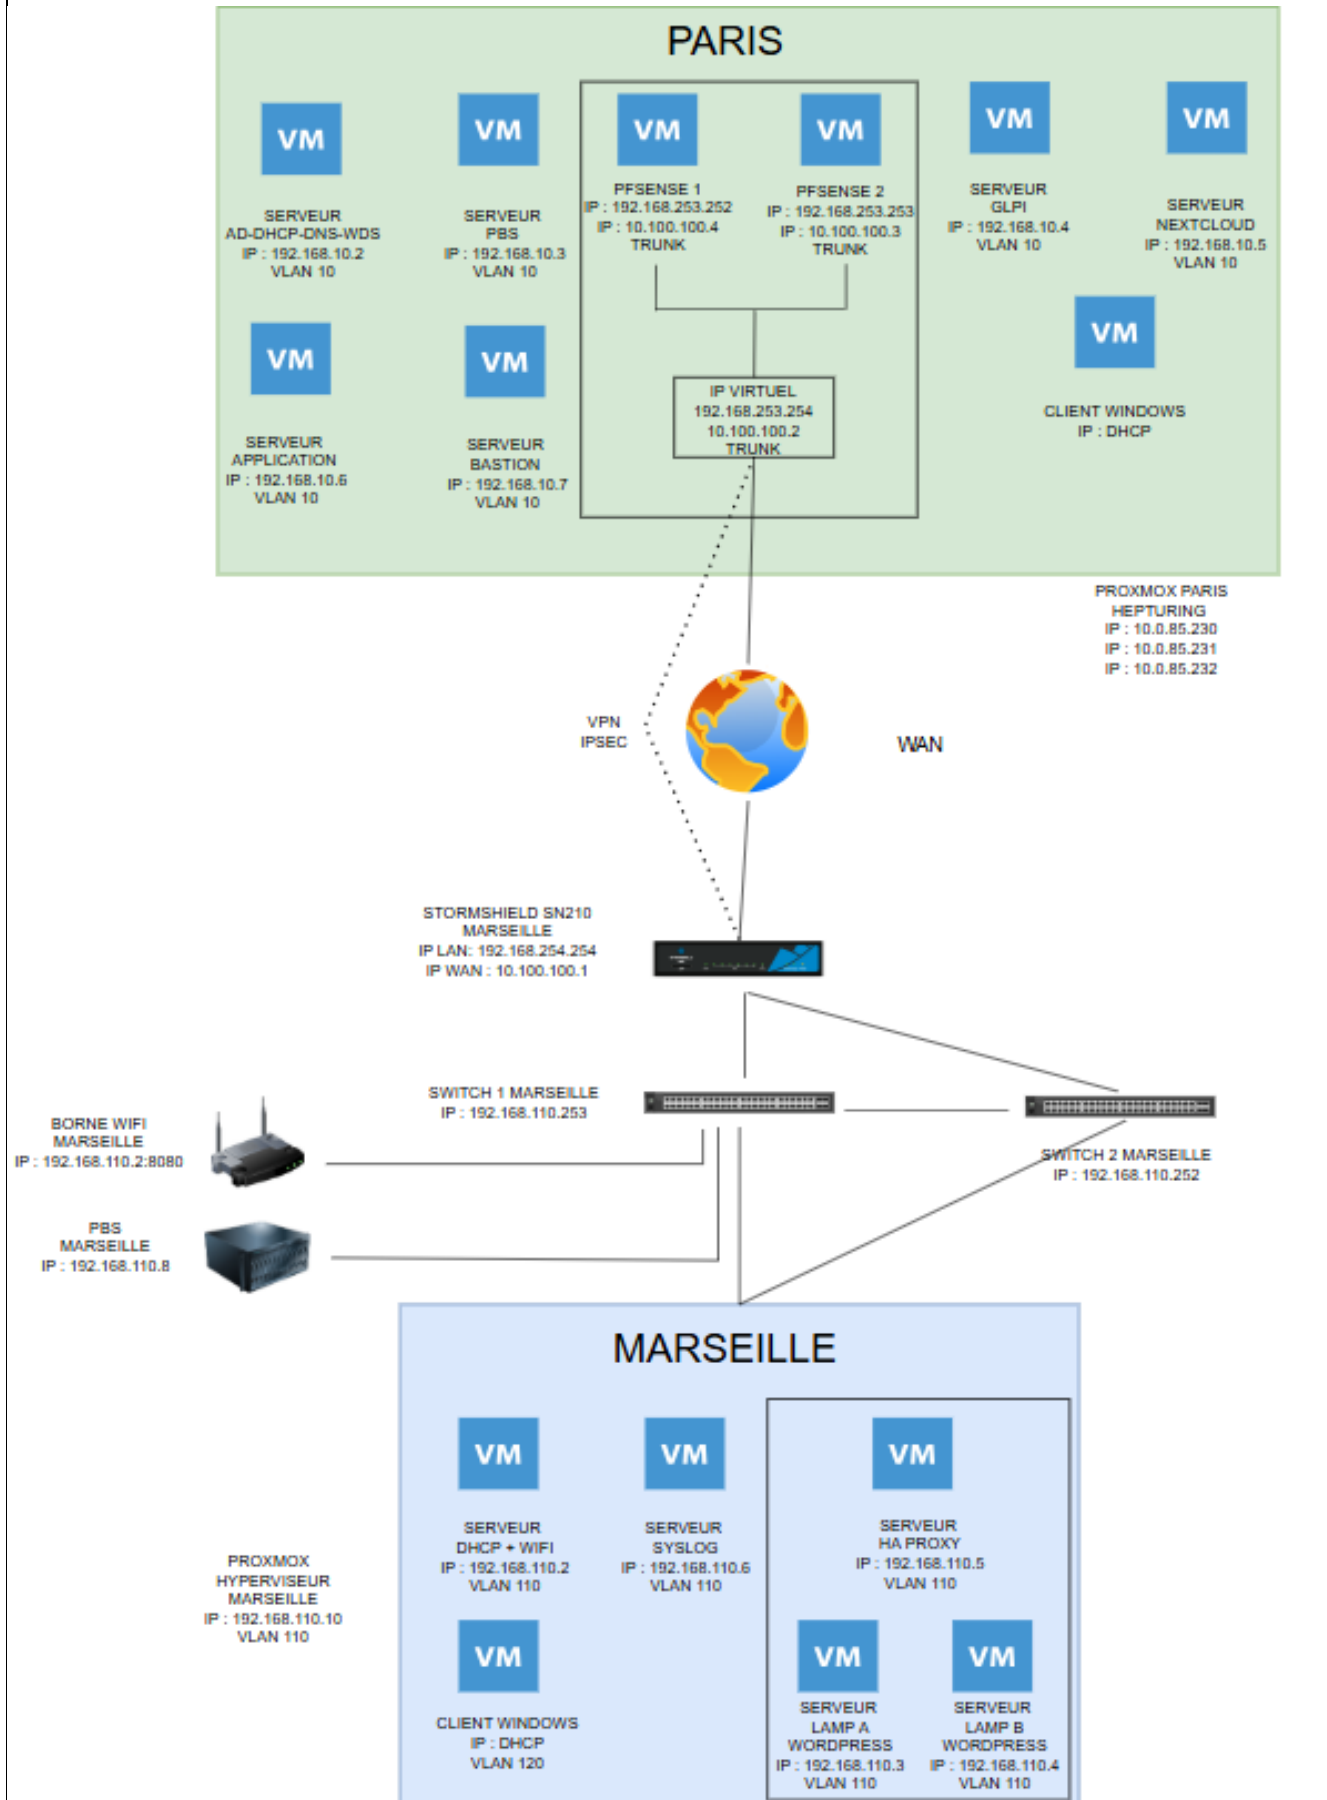 PARIS
VM
SERVEUR
AD-DHCP-DNS-WDS
IP : 192.168.10.2
VLAN 10
VM
SERVEUR
PBS
IP : 192.168.10.3
VLAN 10
VM
PFSENSE 1
IP : 192.168.253.252
IP : 10.100.100.4
TRUNK
VM
PFSENSE 2
IP : 192.168.253.253
IP : 10.100.100.3
TRUNK
VM
SERVEUR
GLPI
IP : 192.168.10.4
VLAN 10
VM
SERVEUR
NEXTCLOUD
IP : 192.168.10.5
VLAN 10
VM
SERVEUR
APPLICATION
IP : 192.168.10.6
VLAN 10
VM
SERVEUR
BASTION
IP : 192.168.10.7
VLAN 10
IP VIRTUEL
192.168.253.254
10.100.100.2
TRUNK
VM
CLIENT WINDOWS
IP : DHCP
PROXMOX PARIS
HEPTURING
IP : 10.0.85.230
IP : 10.0.85.231
IP : 10.0.85.232
VPN
IPSEC
WAN
STORMSHIELD SN210
MARSEILLE
IP LAN: 192.168.254.254
IP WAN : 10.100.100.1
SWITCH 1 MARSEILLE
IP : 192.168.110.253
SWITCH 2 MARSEILLE
IP : 192.168.110.252
BORNE WIFI
MARSEILLE
IP : 192.168.110.2:8080
PBS
MARSEILLE
IP : 192.168.110.8
MARSEILLE
VM
SERVEUR
DHCP + WIFI
IP : 192.168.110.2
VLAN 110
VM
SERVEUR
SYSLOG
IP : 192.168.110.6
VLAN 110
VM
SERVEUR
HA PROXY
IP : 192.168.110.5
VLAN 110
PROXMOX
HYPERVISEUR
MARSEILLE
IP : 192.168.110.10
VLAN 110
VM
CLIENT WINDOWS
IP : DHCP
VLAN 120
VM
SERVEUR
LAMP A
WORDPRESS
IP : 192.168.110.3
VLAN 110
VM
SERVEUR
LAMP B
WORDPRESS
IP : 192.168.110.4
VLAN 110